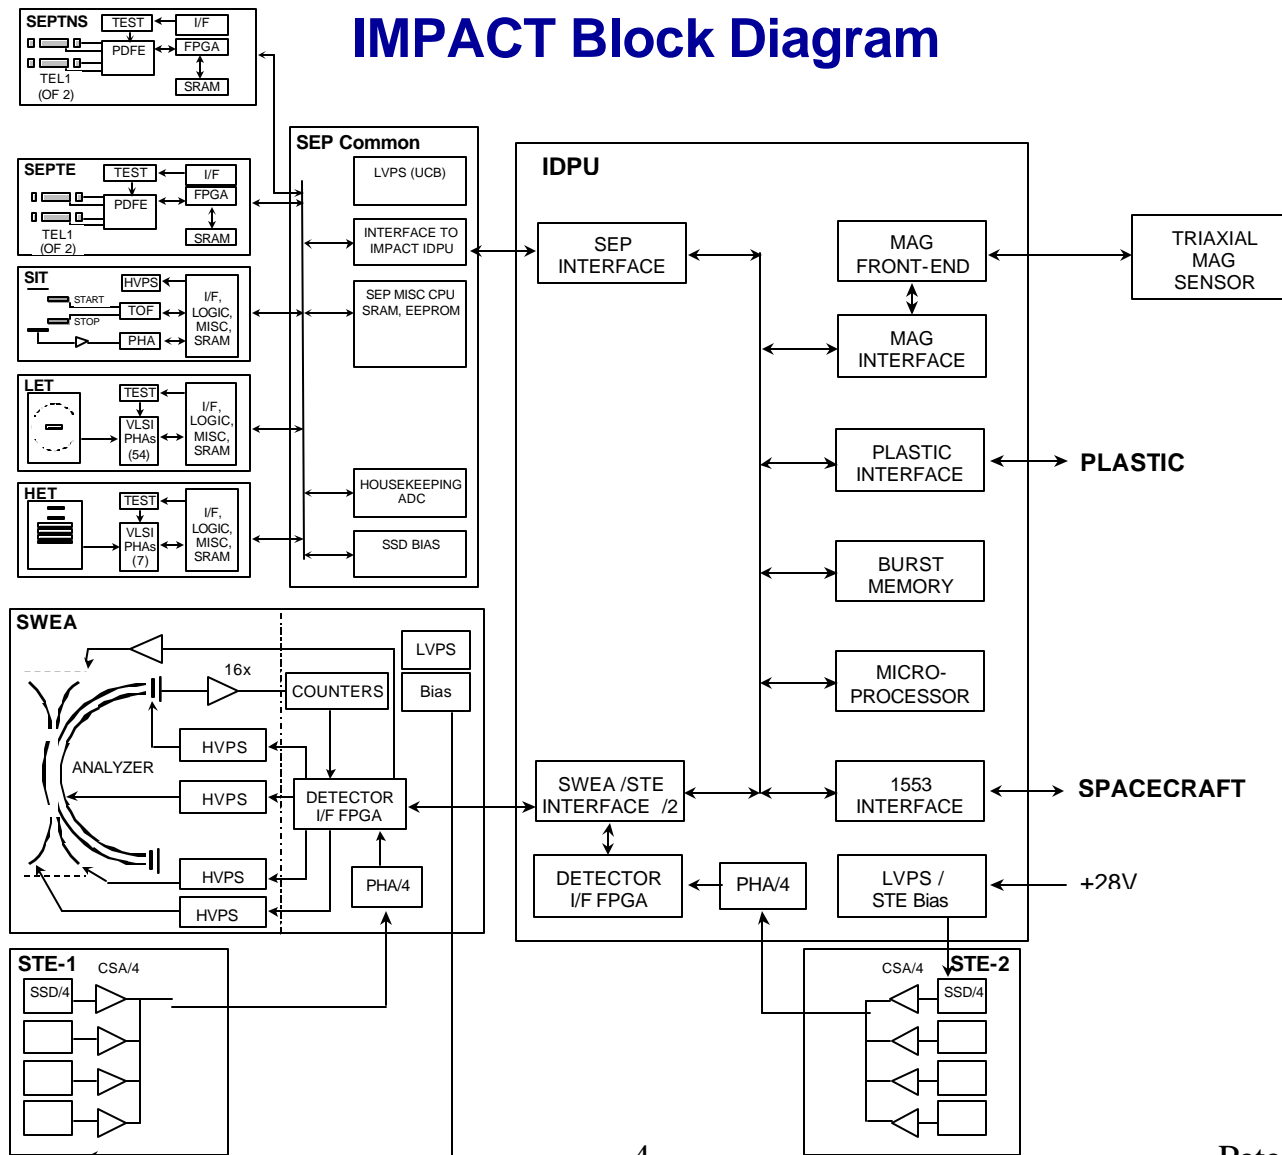 IMPACT Block Diagram
SEPTNS
TEST
I/F
PDFE
FPGA
SRAM
TEL1
(OF 2)
SEPTE
TEST
I/F
PDFE
FPGA
SRAM
TEL1
(OF 2)
SIT
HVPS
START
TOF
STOP
PHA
I/F,
LOGIC,
MISC,
SRAM
LET
TEST
VLSI
PHAs
(54)
I/F,
LOGIC,
MISC,
SRAM
HET
TEST
VLSI
PHAs
(7)
I/F,
LOGIC,
MISC,
SRAM
SEP Common
LVPS (UCB)
INTERFACE TO
IMPACT IDPU
SEP MISC CPU
SRAM, EEPROM
HOUSEKEEPING
ADC
SSD BIAS
IDPU
SEP
INTERFACE
MAG
FRONT-END
MAG
INTERFACE
PLASTIC
INTERFACE
BURST
MEMORY
MICRO-
PROCESSOR
1553
INTERFACE
SWEA /STE
INTERFACE /2
DETECTOR
I/F FPGA
PHA/4
LVPS /
STE Bias
TRIAXIAL
MAG
SENSOR
PLASTIC
SPACECRAFT
+28V
SWEA
16x
COUNTERS
LVPS
Bias
ANALYZER
HVPS
HVPS
HVPS
HVPS
DETECTOR
I/F FPGA
PHA/4
STE-1
CSA/4
SSD/4
STE-2
CSA/4
SSD/4
4